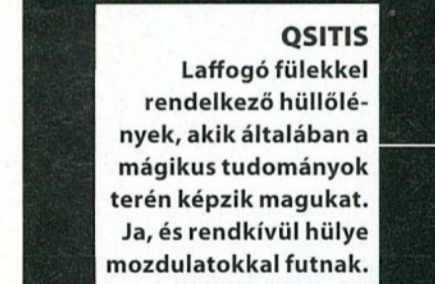 QSITIS
Laffogó fülekkel
rendelkező hüllőlé-
nyek, akik általában a
mágikus tudományok
terén képzik magukat.
Ja, és rendkívül hülye
mozdulatokkal futnak.